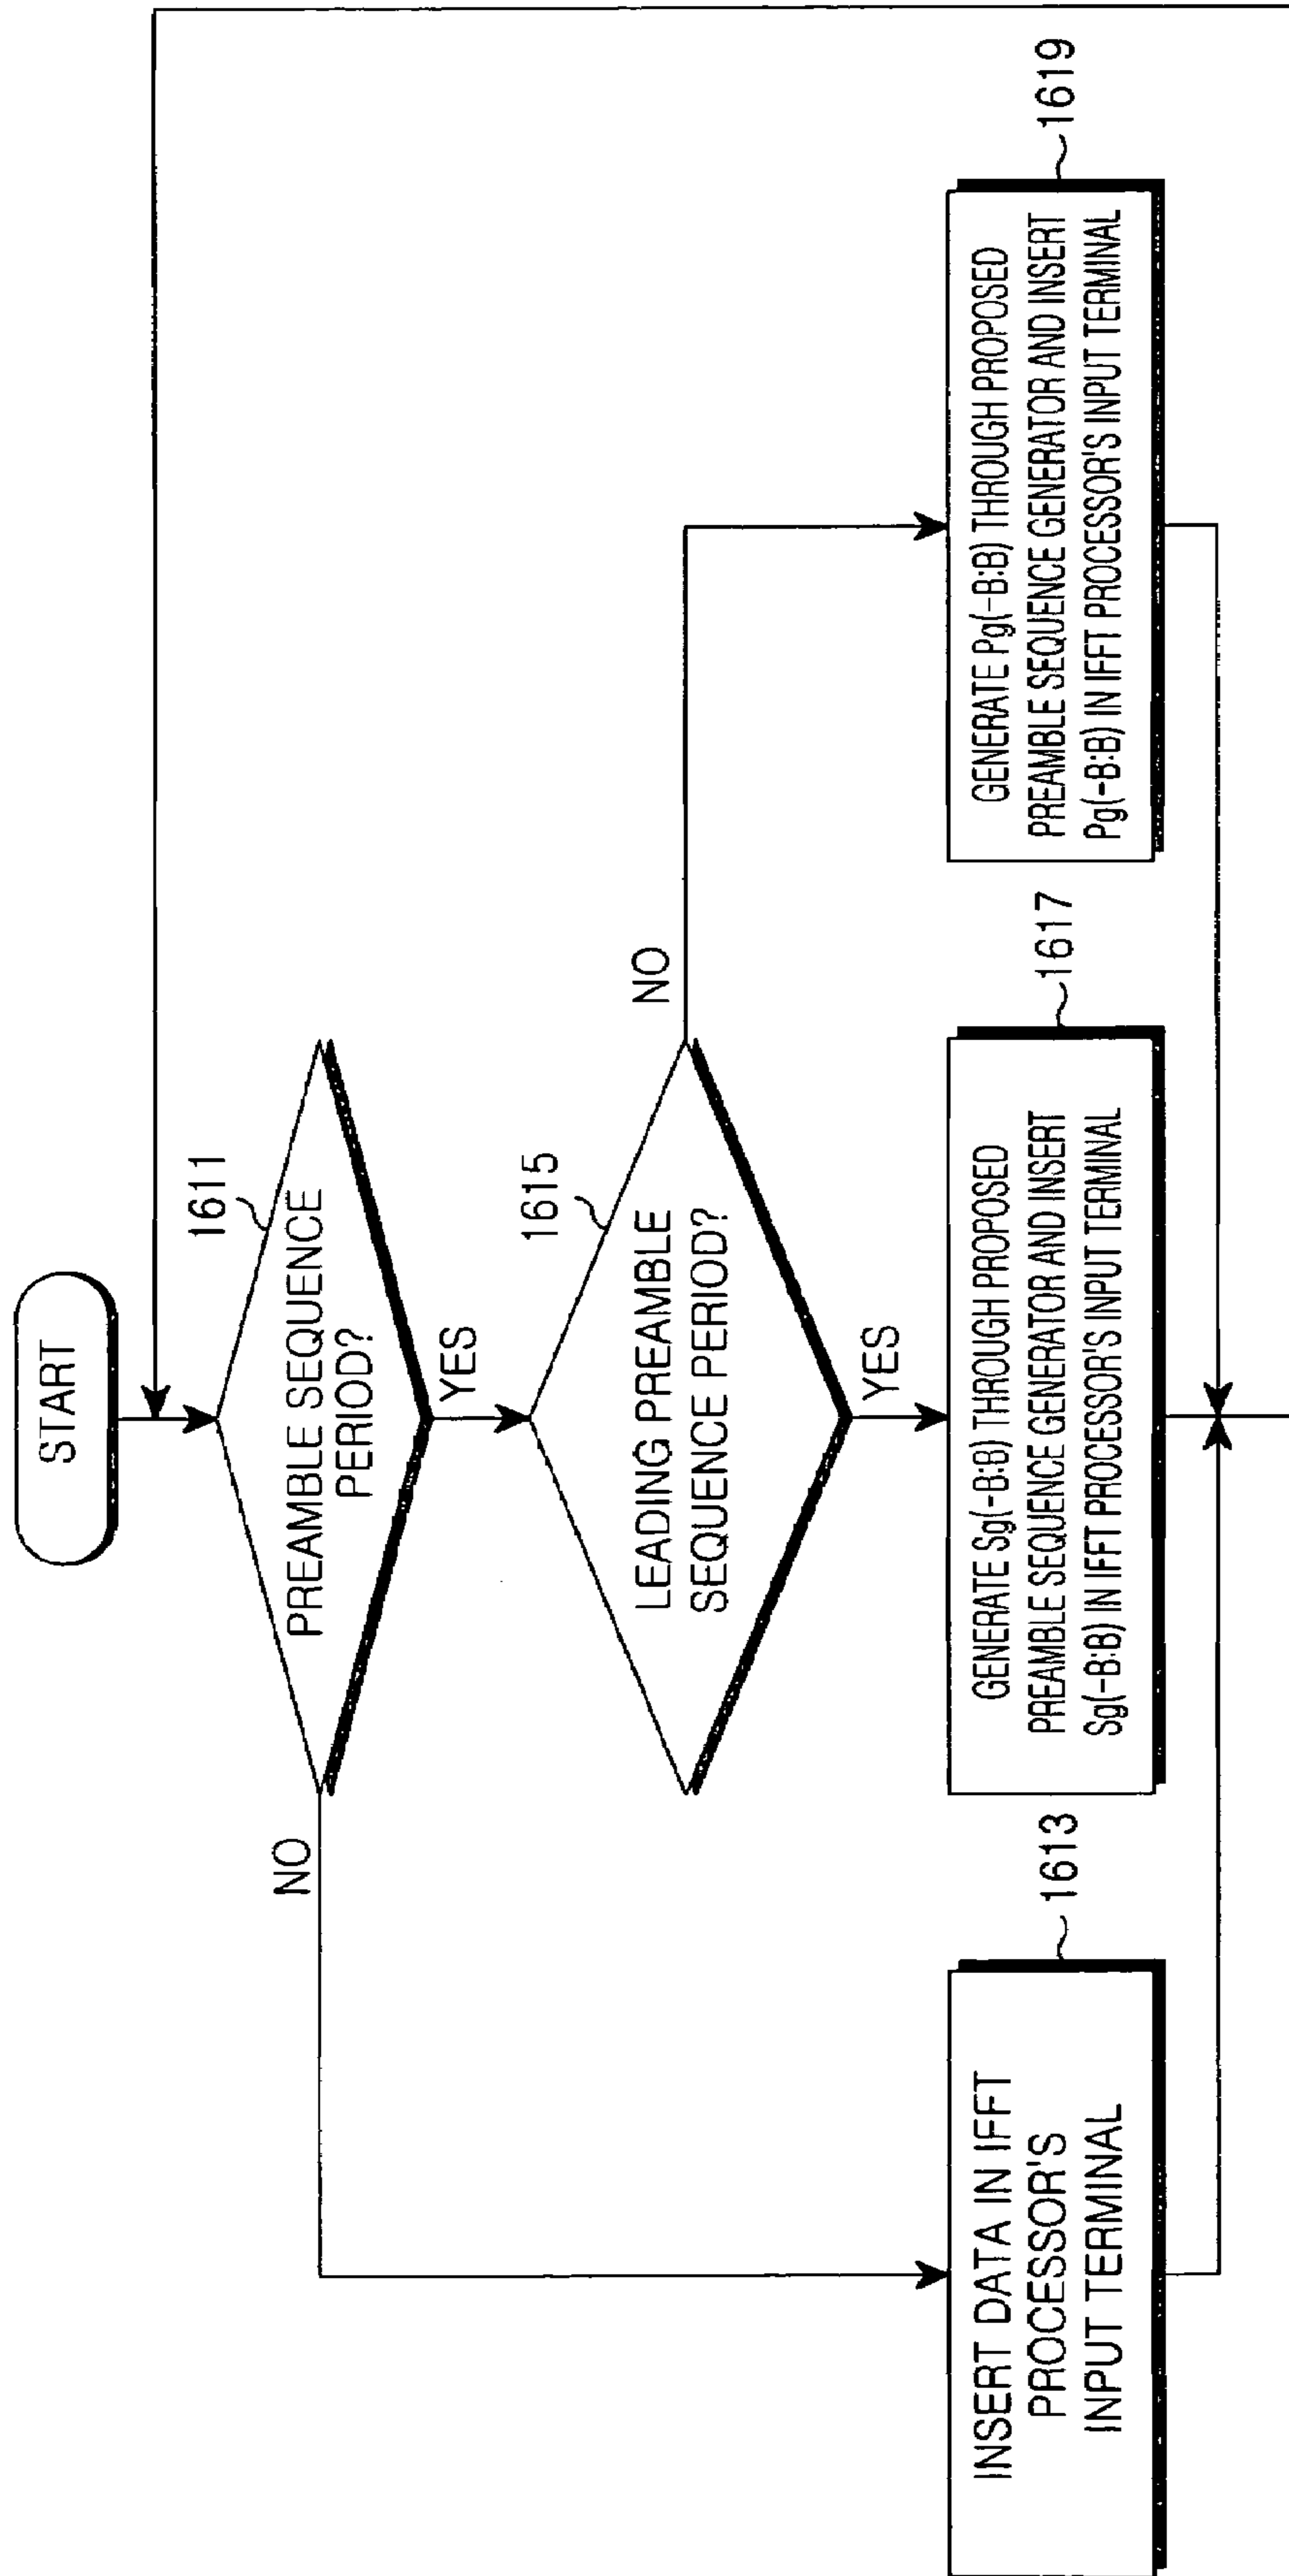 START
1611
PREAMBLE SEQUENCE
PERIOD?
NO
YES
1615
LEADING PREAMBLE
SEQUENCE PERIOD?
NO
YES
1613
INSERT DATA IN IFFT
PROCESSOR'S
INPUT TERMINAL
1617
GENERATE Sg(-B:B) THROUGH PROPOSED
PREAMBLE SEQUENCE GENERATOR AND INSERT
Sg(-B:B) IN IFFT PROCESSOR'S INPUT TERMINAL
1619
GENERATE Pg(-B:B) THROUGH PROPOSED
PREAMBLE SEQUENCE GENERATOR AND INSERT
Pg(-B:B) IN IFFT PROCESSOR'S INPUT TERMINAL